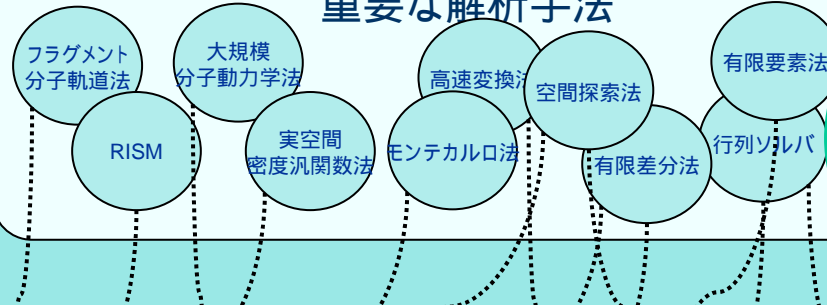 重要な解析手法
フラグメント
分子軌道法
大規模
分子動力学法
高速変換法
空間探索法
有限要素法
RISM
実空間
密度汎関数法
モンテカルロ法
有限差分法
行列ソルバ